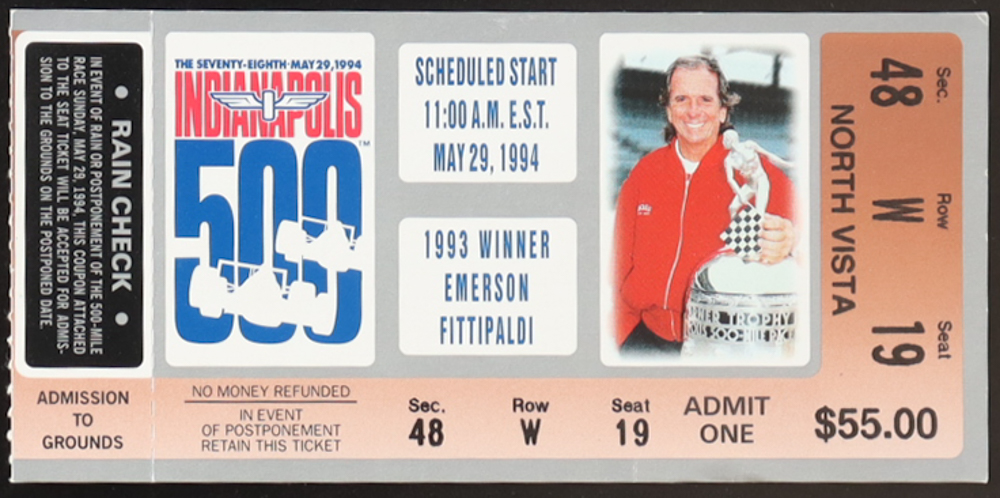 ● RAIN CHECK ●
IN EVENT OF RAIN OR POSTPONEMENT OF THE 500-MILE
RACE SUNDAY, MAY 29, 1994, THIS COUPON ATTACHED
TO THE SEAT TICKET WILL BE ACCEPTED FOR ADMIS-
SION TO THE GROUNDS ON THE POSTPONED DATE.
ADMISSION
TO
GROUNDS
THE SEVENTY-EIGHTH·MAY 29, 1994
INDIANAPOLIS
500™
NO MONEY REFUNDED
IN EVENT
OF POSTPONEMENT
RETAIN THIS TICKET
SCHEDULED START
11:00 A.M. E.S.T.
MAY 29, 1994
1993 WINNER
EMERSON
FITTIPALDI
TROPHY
500-MILE RACE
Sec. Row Seat
48 W 19
NORTH VISTA
Sec. Row Seat
48 W 19
ADMIT
ONE
$55.00